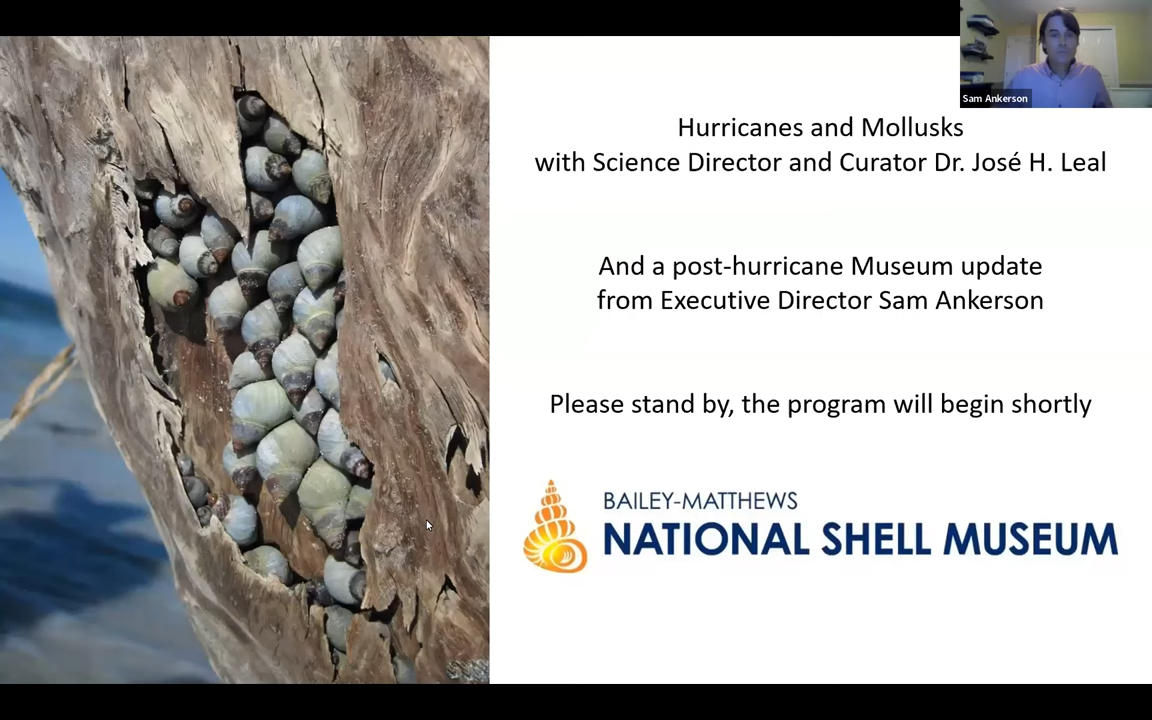 Sam Ankerson
Hurricanes and Mollusks
with Science Director and Curator Dr. José H. Leal
And a post-hurricane Museum update
from Executive Director Sam Ankerson
Please stand by, the program will begin shortly
BAILEY-MATTHEWS
NATIONAL SHELL MUSEUM